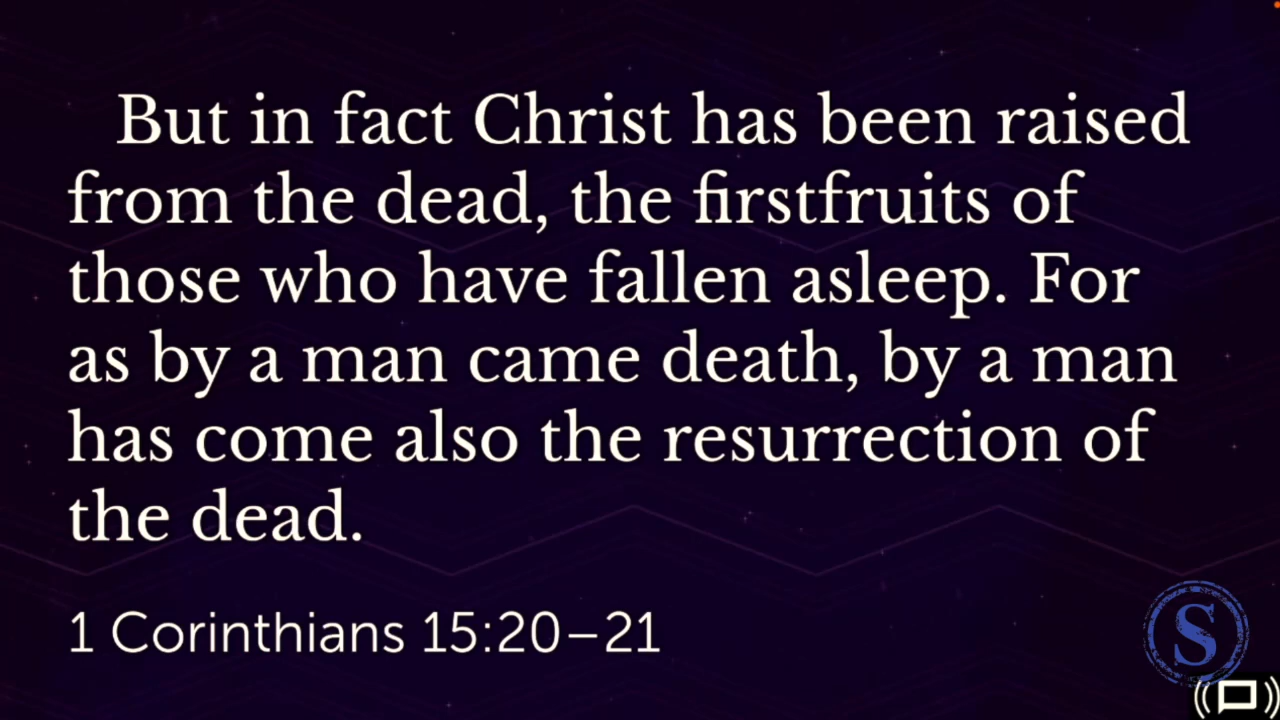 But in fact Christ has been raised
from the dead, the firstfruits of
those who have fallen asleep. For
as by a man came death, by a man
has come also the resurrection of
the dead.
1 Corinthians 15:20–21
S